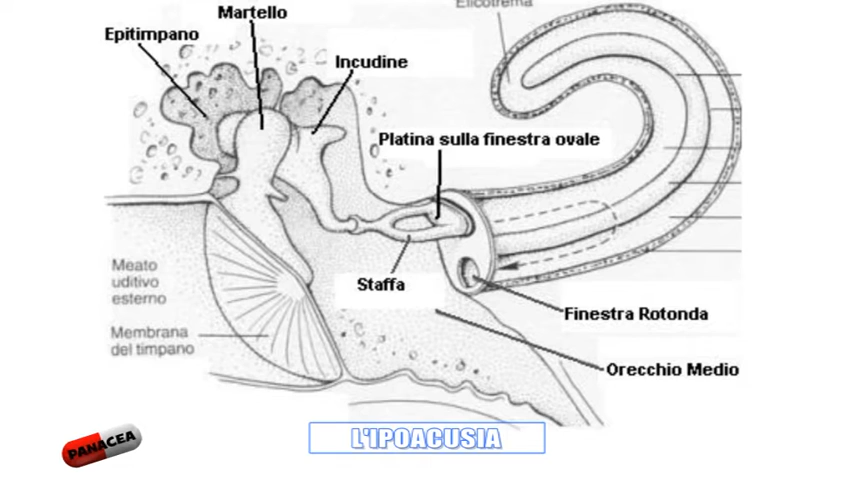 Elicotrema
Martello
Epitimpano
Incudine
Platina sulla finestra ovale
Meato
uditivo
esterno
Staffa
Finestra Rotonda
Membrana
del timpano
Orecchio Medio
L'IPOACUSIA
PANACEA